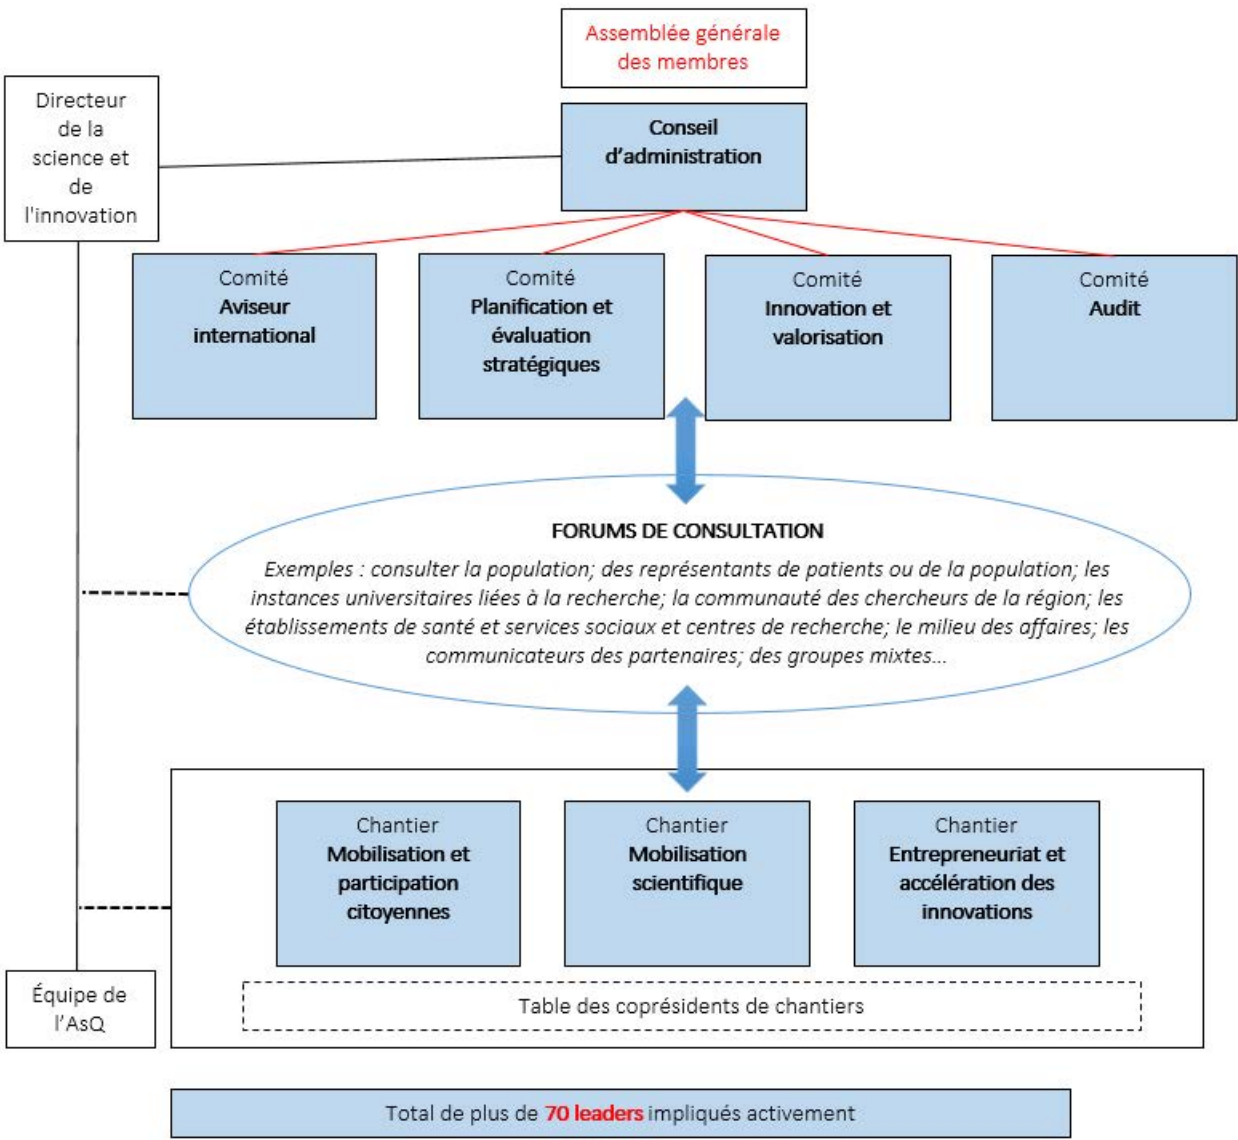 Assemblée générale
des membres
Directeur
de la
science et
de
l'innovation
Conseil
d’administration
Comité
Aviseur
international
Comité
Planification et
évaluation
stratégiques
Comité
Innovation et
valorisation
Comité
Audit
FORUMS DE CONSULTATION
Exemples : consulter la population; des représentants de patients ou de la population; les
instances universitaires liées à la recherche; la communauté des chercheurs de la région; les
établissements de santé et services sociaux et centres de recherche; le milieu des affaires; les
communicateurs des partenaires; des groupes mixtes…
Chantier
Mobilisation et
participation
citoyennes
Chantier
Mobilisation
scientifique
Chantier
Entrepreneuriat et
accélération des
innovations
Équipe de
l’AsQ
Table des coprésidents de chantiers
Total de plus de 70 leaders impliqués activement